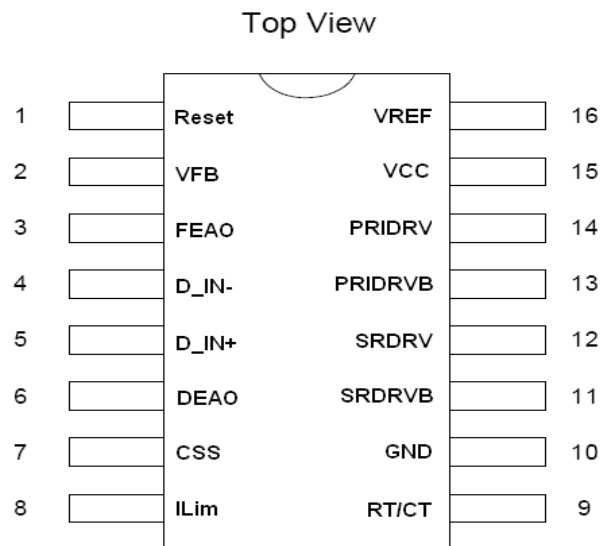 Top View
1 Reset VREF 16
2 VFB VCC 15
3 FEAO PRIDRV 14
4 D_IN- PRIDRVB 13
5 D_IN+ SRDRV 12
6 DEAO SRDRVB 11
7 CSS GND 10
8 ILim RT/CT 9